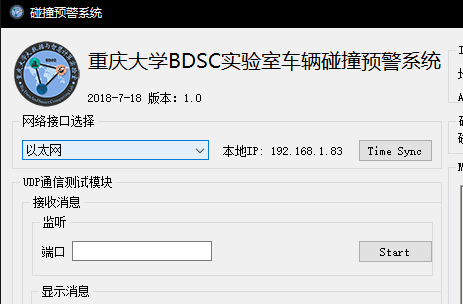 碰撞预警系统
重庆大学BDSC实验室车辆碰撞预警系统
2018-7-18 版本：1.0
网络接口选择
以太网
本地IP: 192.168.1.83
Time Sync
UDP通信测试模块
接收消息
监听
端口
Start
显示消息